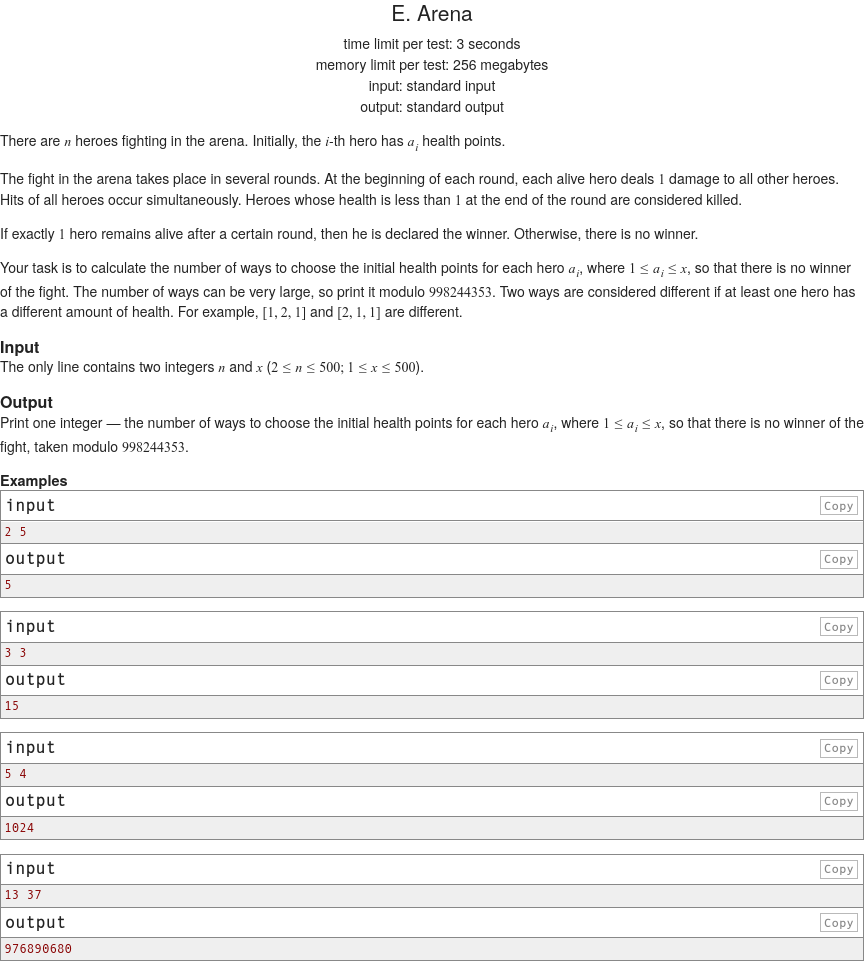 E. Arena
time limit per test: 3 seconds
memory limit per test: 256 megabytes
input: standard input
output: standard output
There are n heroes fighting in the arena. Initially, the i-th hero has a_i health points.
The fight in the arena takes place in several rounds. At the beginning of each round, each alive hero deals 1 damage to all other heroes.
Hits of all heroes occur simultaneously. Heroes whose health is less than 1 at the end of the round are considered killed.
If exactly 1 hero remains alive after a certain round, then he is declared the winner. Otherwise, there is no winner.
Your task is to calculate the number of ways to choose the initial health points for each hero a_i, where 1 ≤ a_i ≤ x, so that there is no winner
of the fight. The number of ways can be very large, so print it modulo 998244353. Two ways are considered different if at least one hero has
a different amount of health. For example, [1, 2, 1] and [2, 1, 1] are different.
Input
The only line contains two integers n and x (2 ≤ n ≤ 500; 1 ≤ x ≤ 500).
Output
Print one integer — the number of ways to choose the initial health points for each hero a_i, where 1 ≤ a_i ≤ x, so that there is no winner of the
fight, taken modulo 998244353.
Examples
input Copy
2 5
output Copy
5
input Copy
3 3
output Copy
15
input Copy
5 4
output Copy
1024
input Copy
13 37
output Copy
976890680